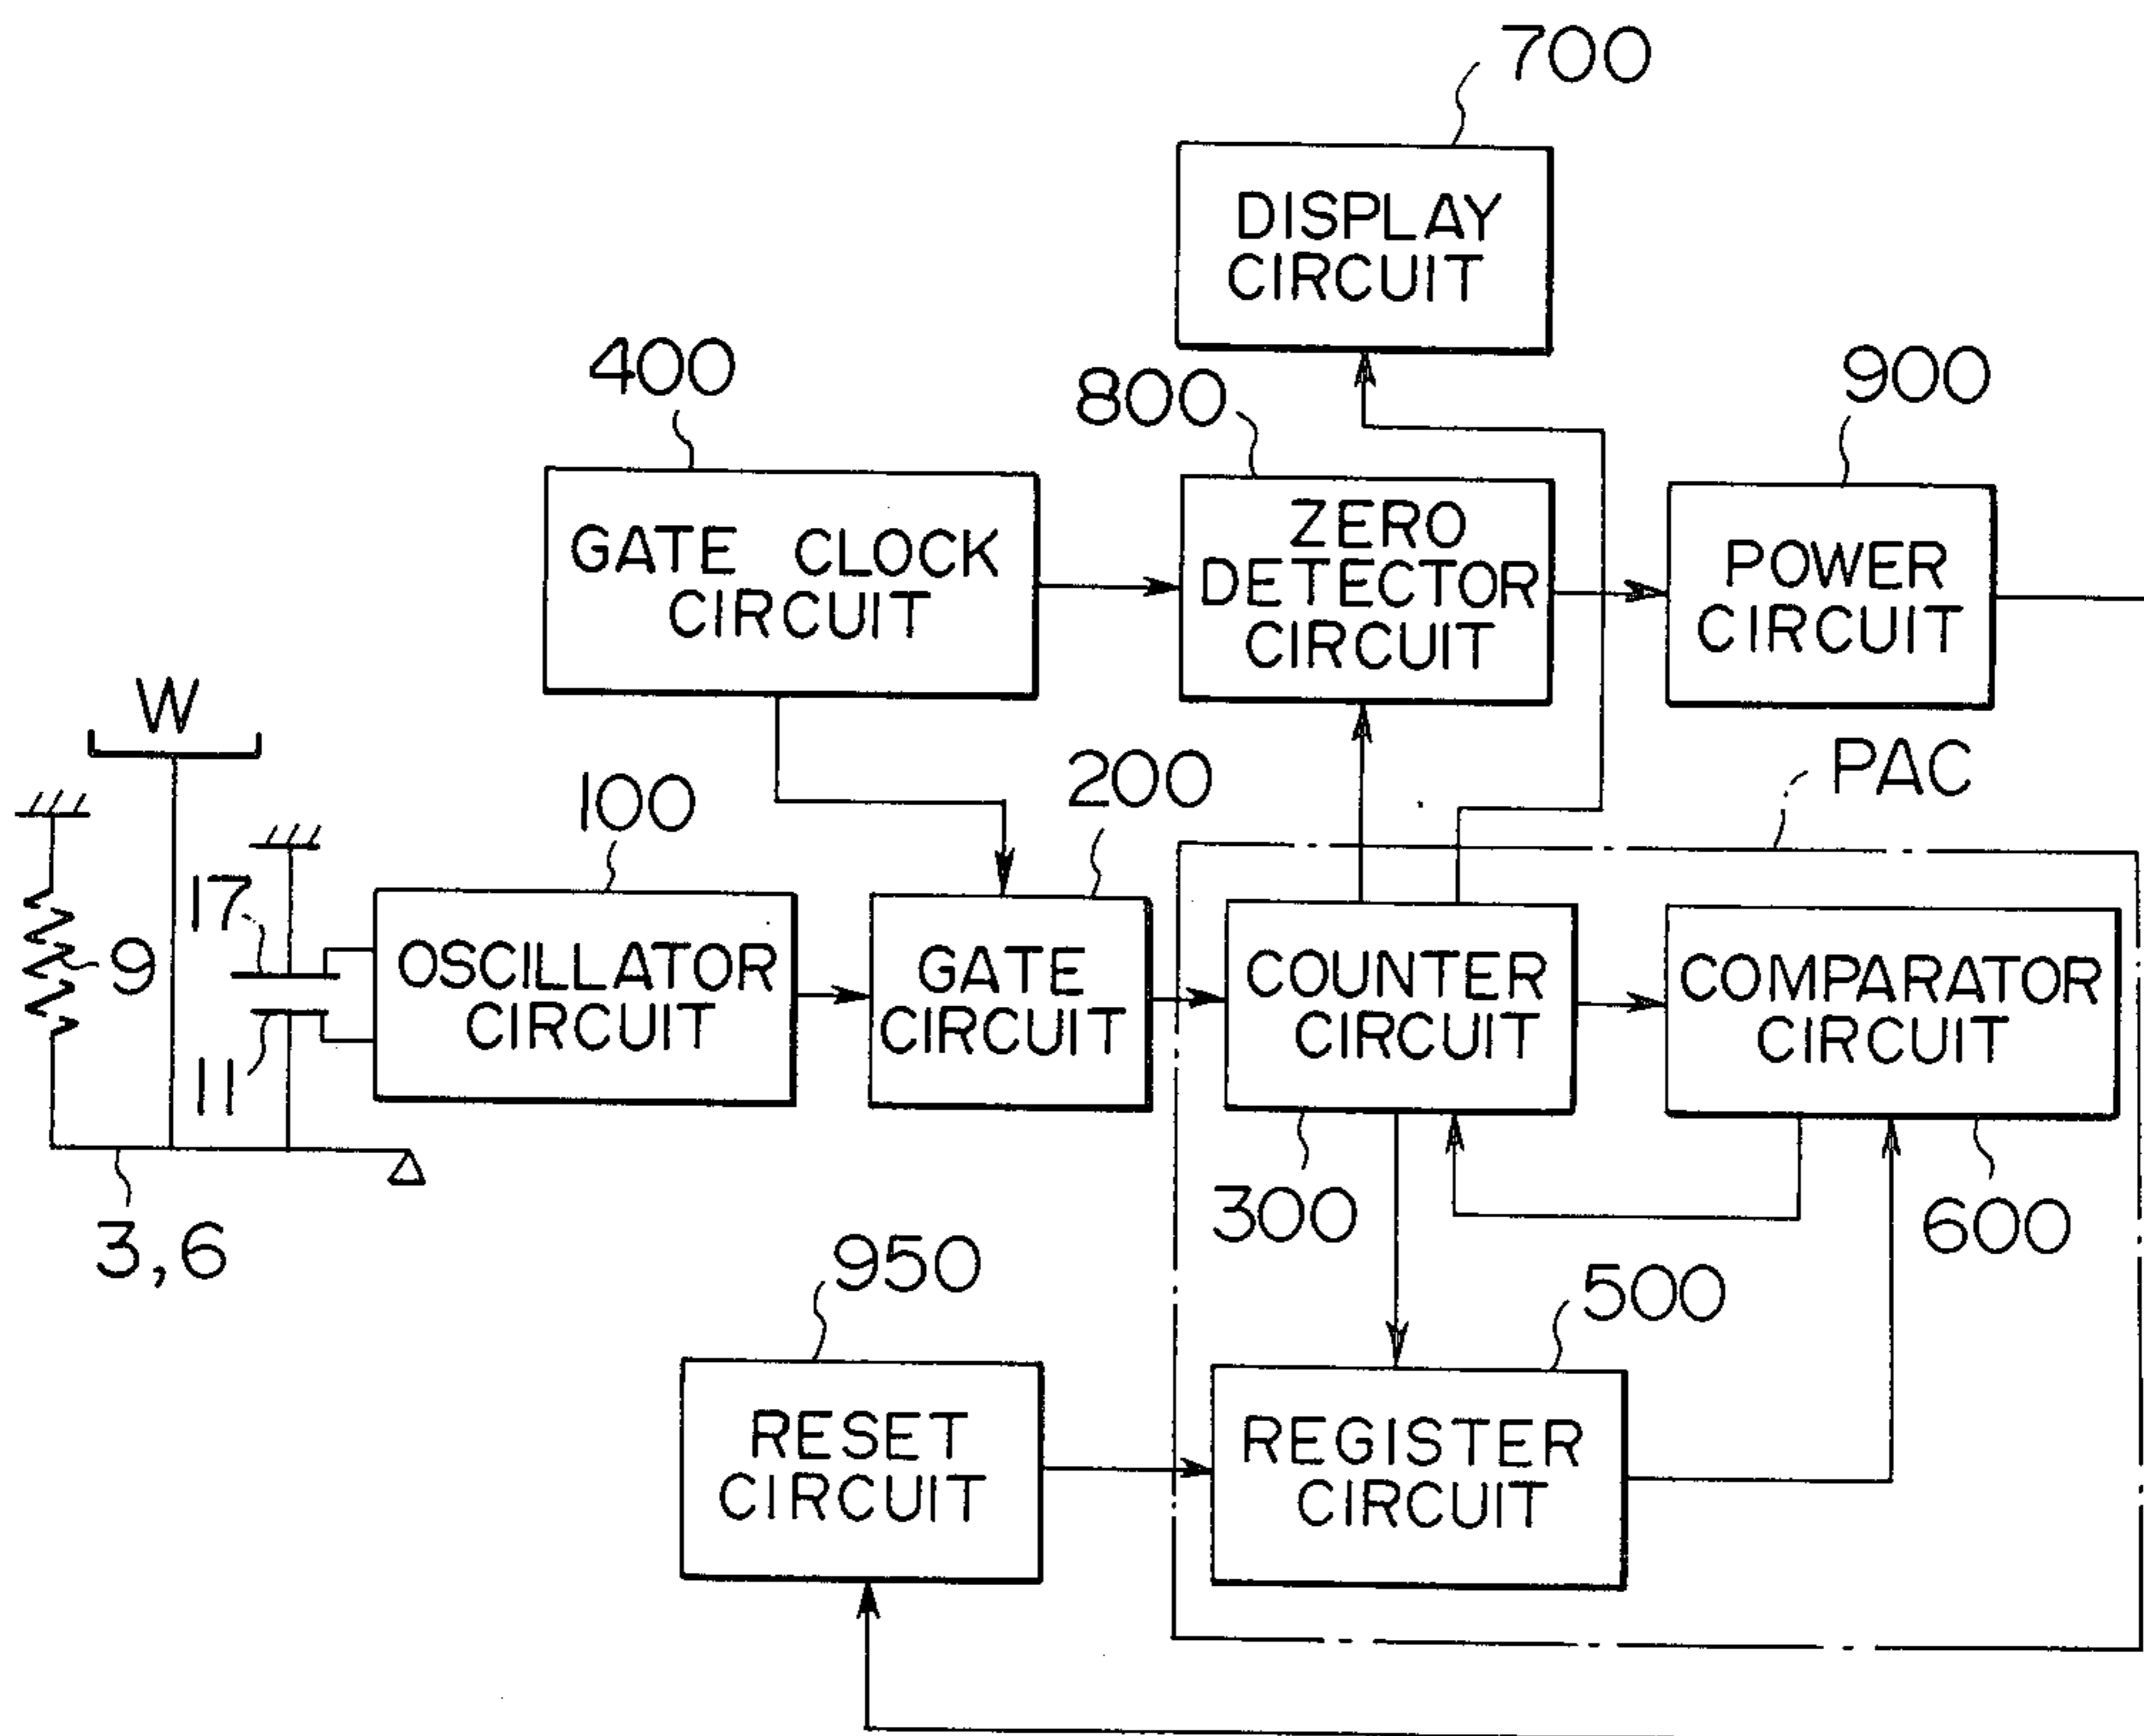 700
DISPLAY
CIRCUIT
400
800
900
GATE CLOCK
CIRCUIT
ZERO
DETECTOR
CIRCUIT
POWER
CIRCUIT
W
PAC
100
200
17
9
11
OSCILLATOR
CIRCUIT
GATE
CIRCUIT
COUNTER
CIRCUIT
COMPARATOR
CIRCUIT
300
600
3,6
950
500
RESET
CIRCUIT
REGISTER
CIRCUIT